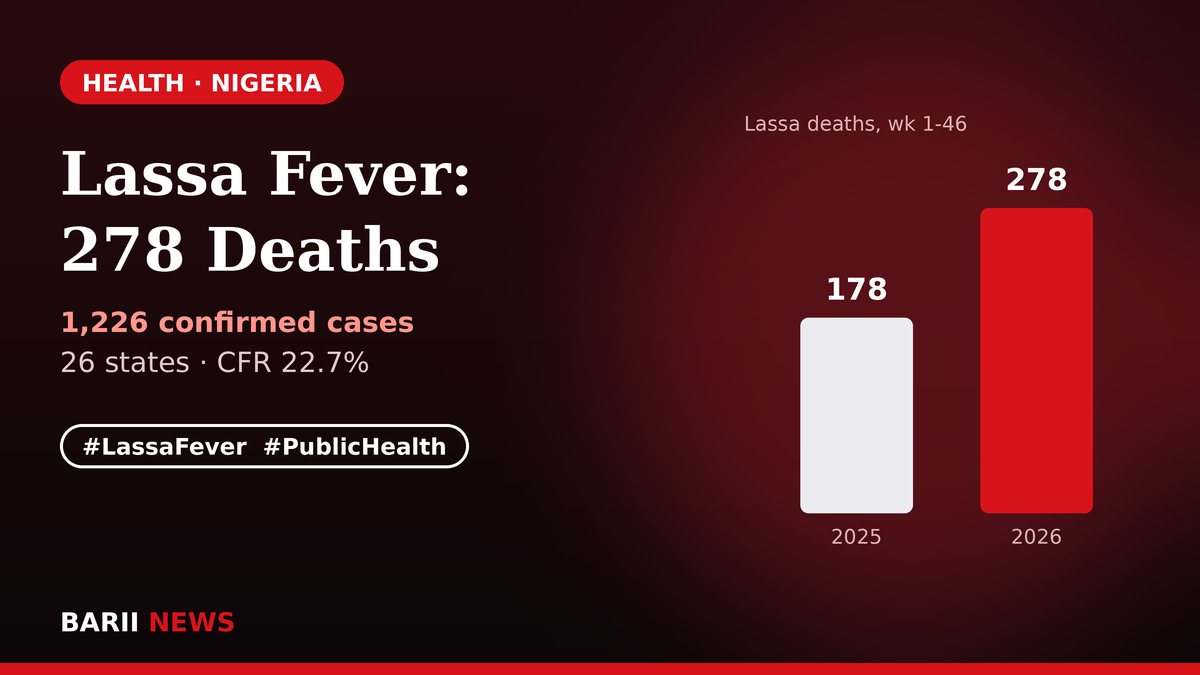 HEALTH · NIGERIA
Lassa Fever:
278 Deaths
1,226 confirmed cases
26 states · CFR 22.7%
#LassaFever #PublicHealth
BARII NEWS
Lassa deaths, wk 1-46
278
178
2025
2026